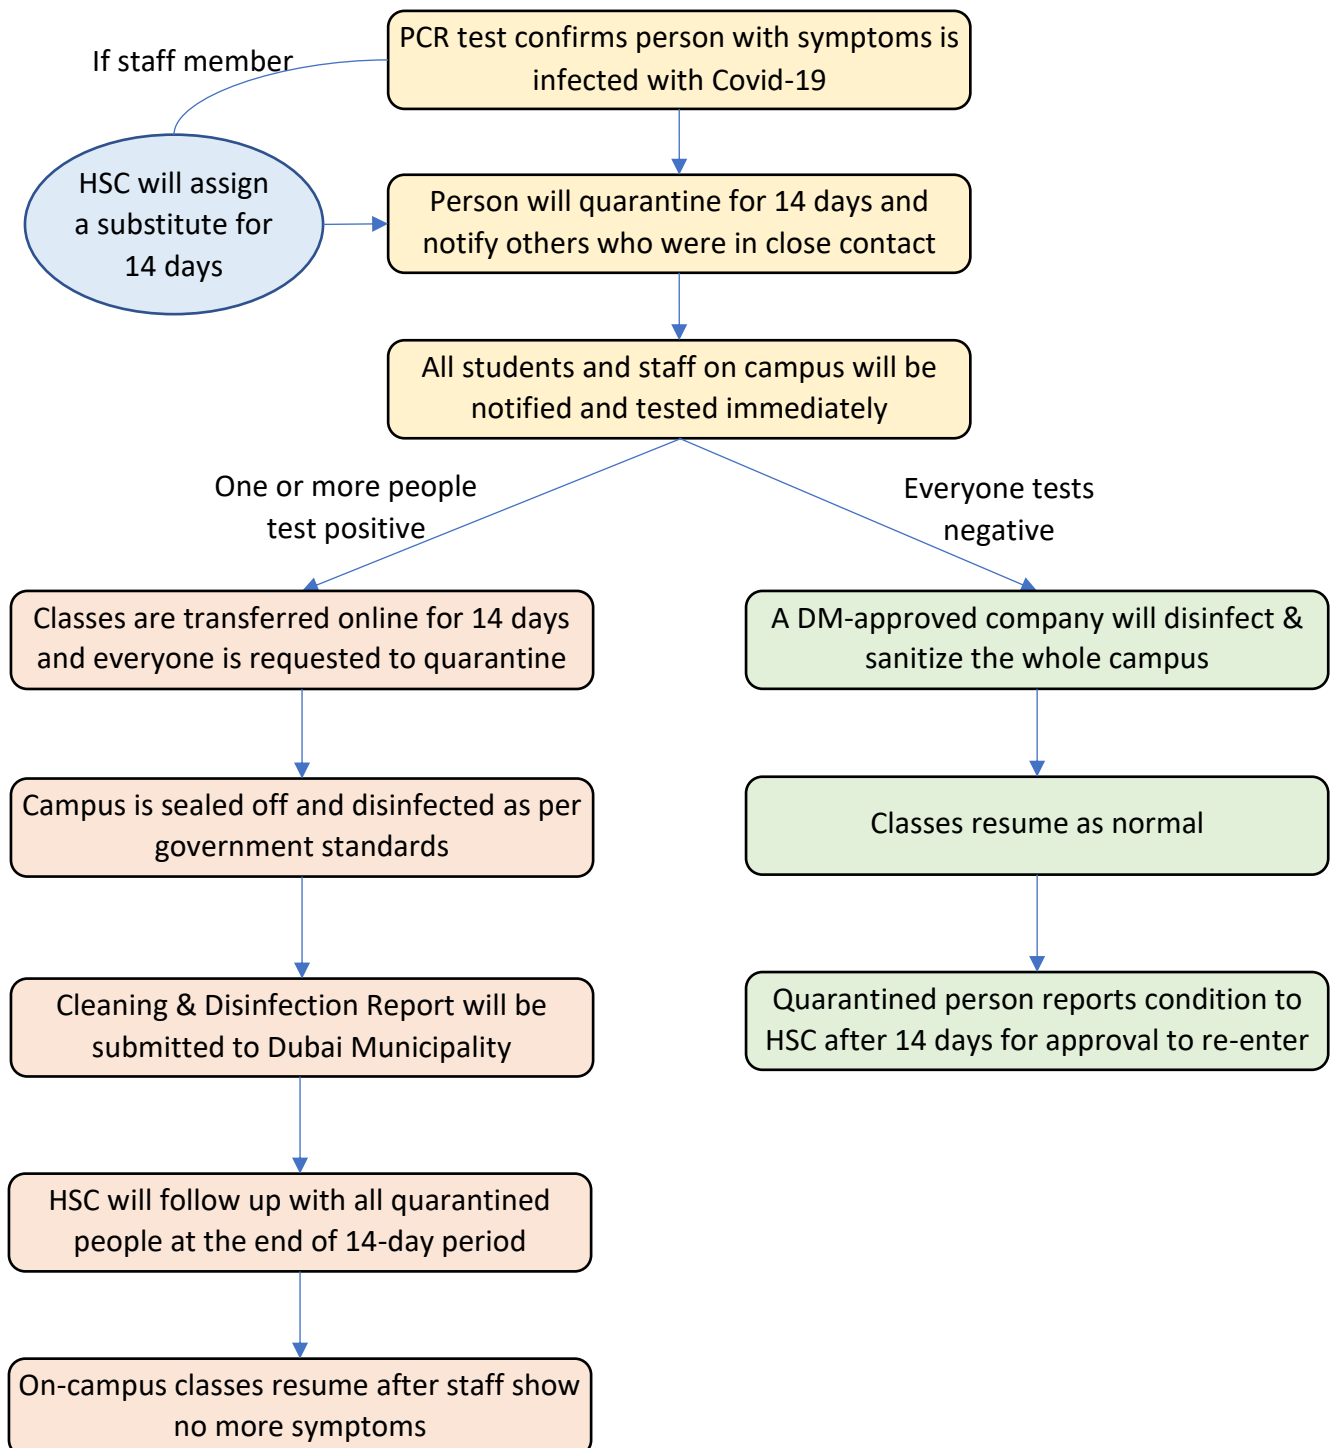 PCR test confirms person with symptoms is
infected with Covid-19
If staff member
HSC will assign
a substitute for
14 days
Person will quarantine for 14 days and
notify others who were in close contact
All students and staff on campus will be
notified and tested immediately
One or more people
test positive
Everyone tests
negative
Classes are transferred online for 14 days
and everyone is requested to quarantine
A DM-approved company will disinfect &
sanitize the whole campus
Campus is sealed off and disinfected as per
government standards
Classes resume as normal
Cleaning & Disinfection Report will be
submitted to Dubai Municipality
Quarantined person reports condition to
HSC after 14 days for approval to re-enter
HSC will follow up with all quarantined
people at the end of 14-day period
On-campus classes resume after staff show
no more symptoms